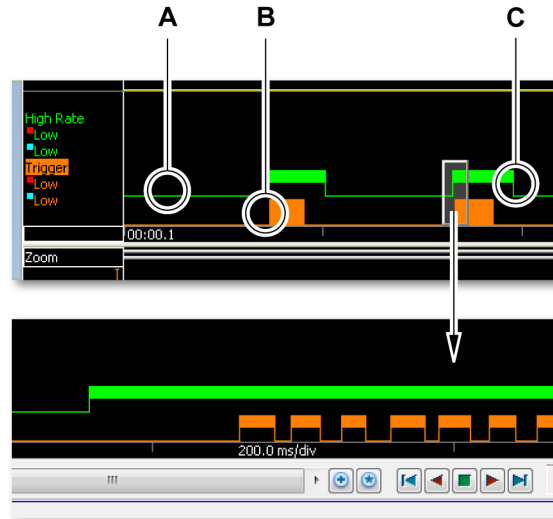 A B C
High Rate
Low
Low
Trigger
Low
Low
00:00.1
Zoom
T
200.0 ms/div